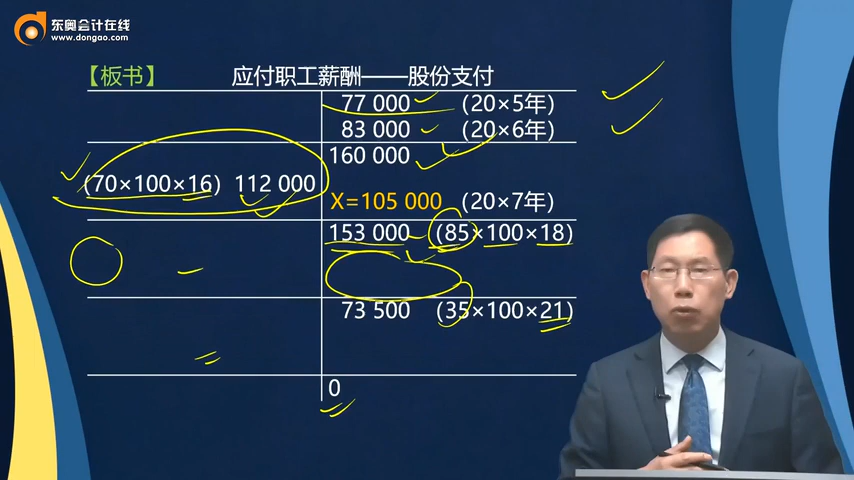 东奥会计在线
www.dongao.com
【板书】 应付职工薪酬——股份支付
77 000 (20×5年)
83 000 (20×6年)
160 000
(70×100×16) 112 000
X=105 000 (20×7年)
153 000 (85×100×18)
73 500 (35×100×21)
0